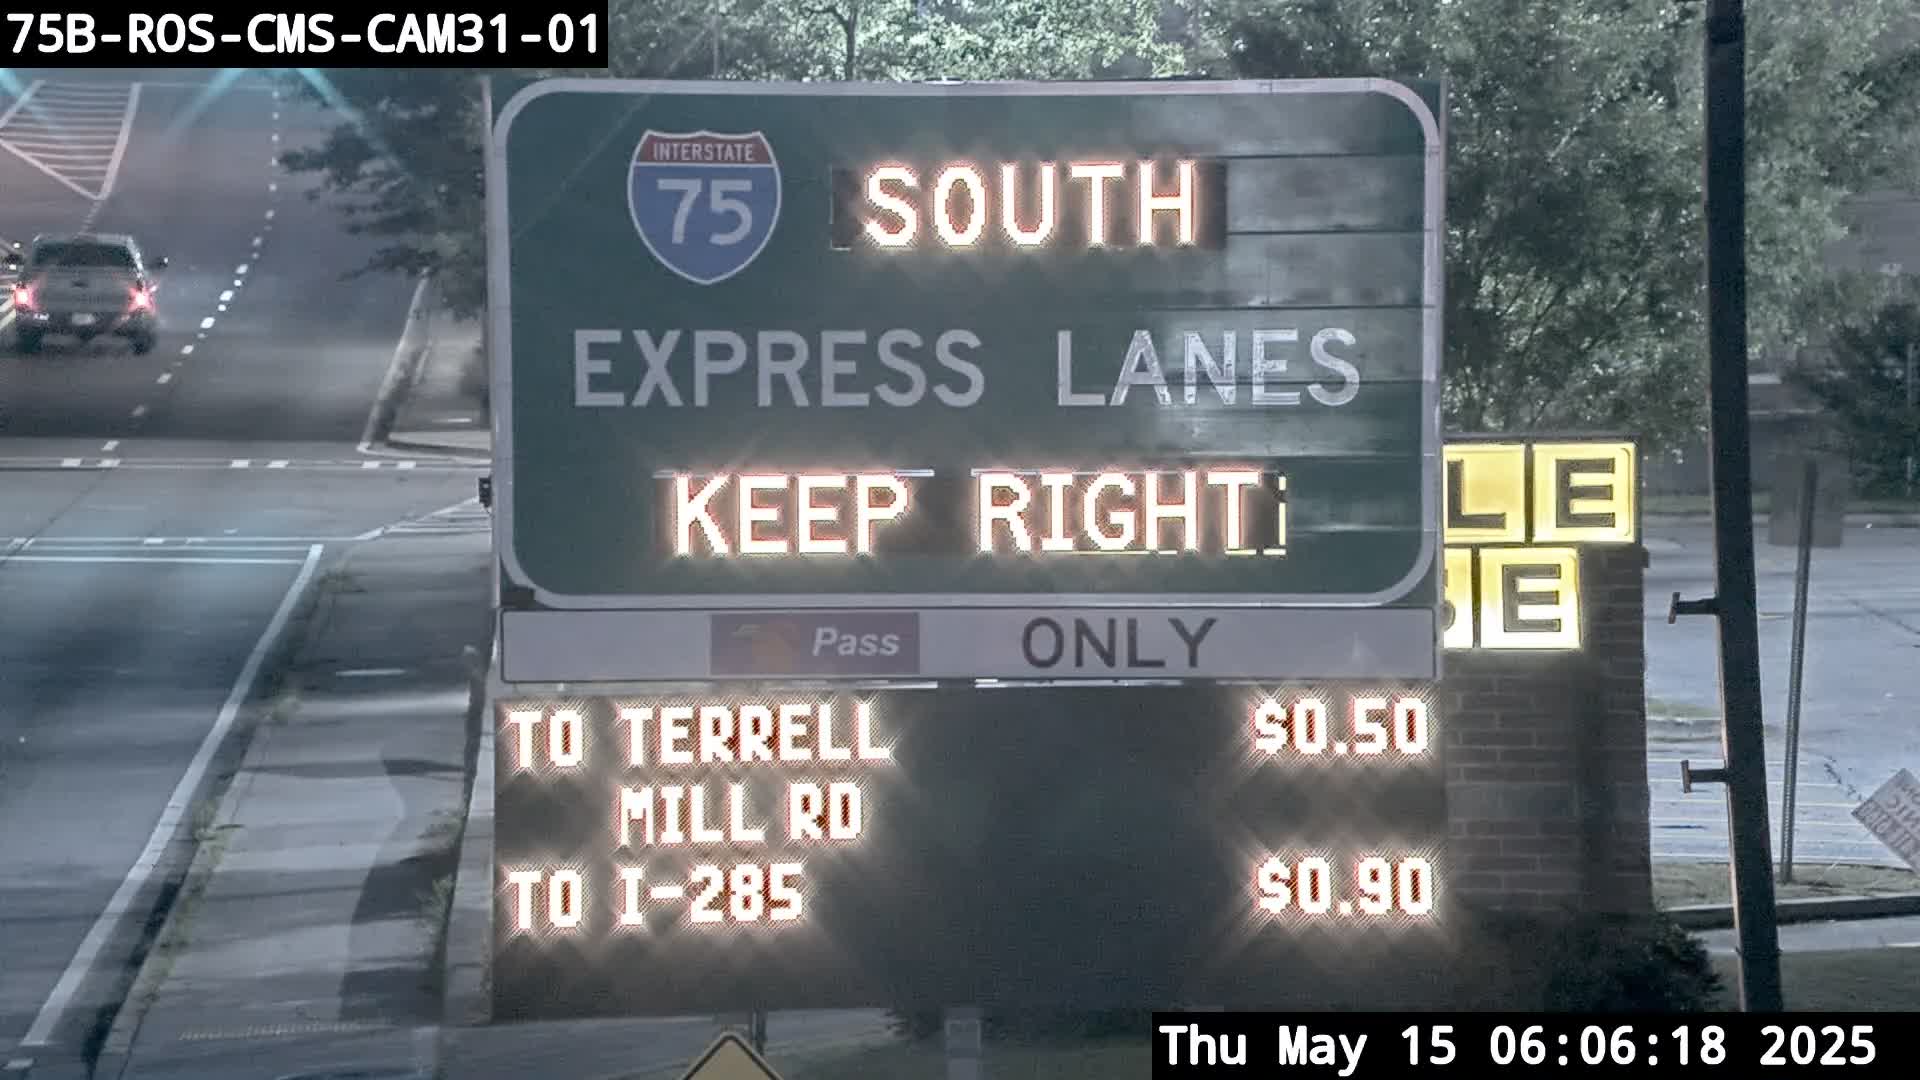 75B-ROS-CMS-CAM31-01
INTERSTATE
75
SOUTH
EXPRESS LANES
KEEP RIGHT
Pass ONLY
TO TERRELL $0.50
MILL RD
TO I-285 $0.90
LE
E
Thu May 15 06:06:18 2025